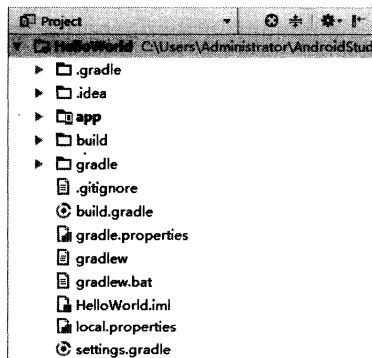 Project
HelloWorld C:\Users\Administrator\AndroidStud
.gradle
.idea
app
build
gradle
.gitignore
build.gradle
gradle.properties
gradlew
gradlew.bat
HelloWorld.iml
local.properties
settings.gradle